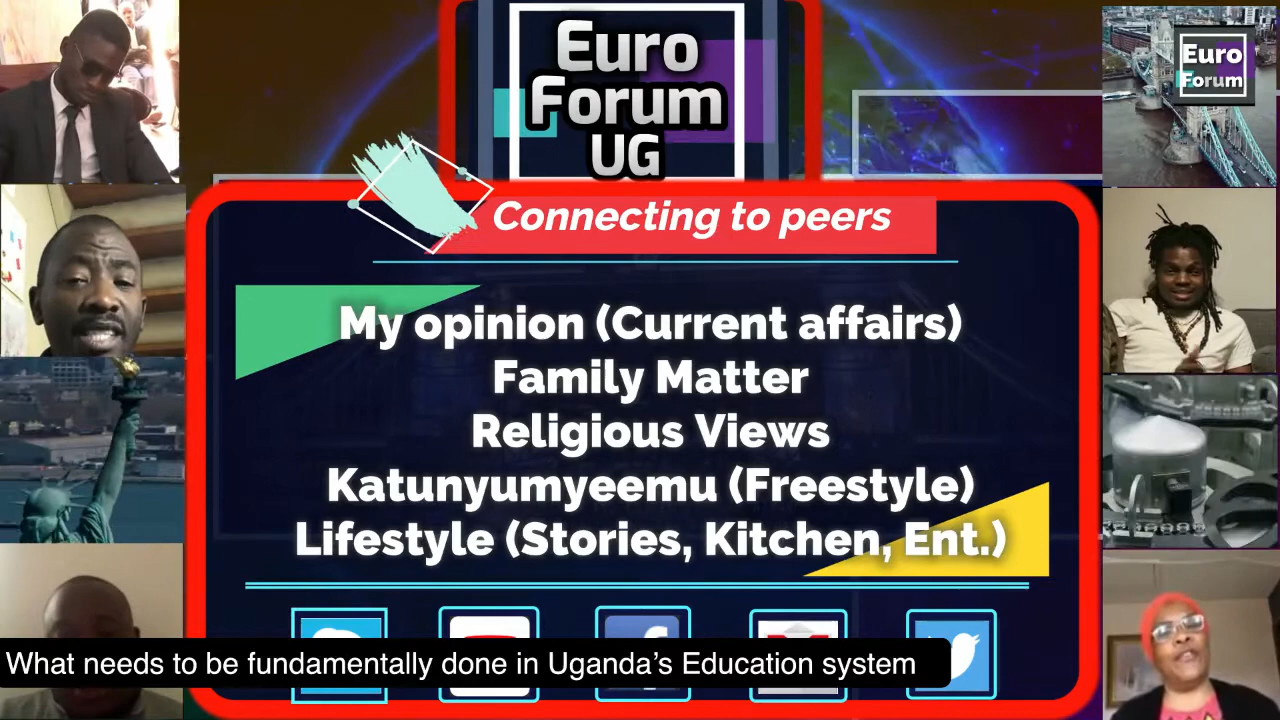 Euro
Forum
UG
Euro
Forum
Connecting to peers
My opinion (Current affairs)
Family Matter
Religious Views
Katunyumyeemu (Freestyle)
Lifestyle (Stories, Kitchen, Ent.)
What needs to be fundamentally done in Uganda’s Education system